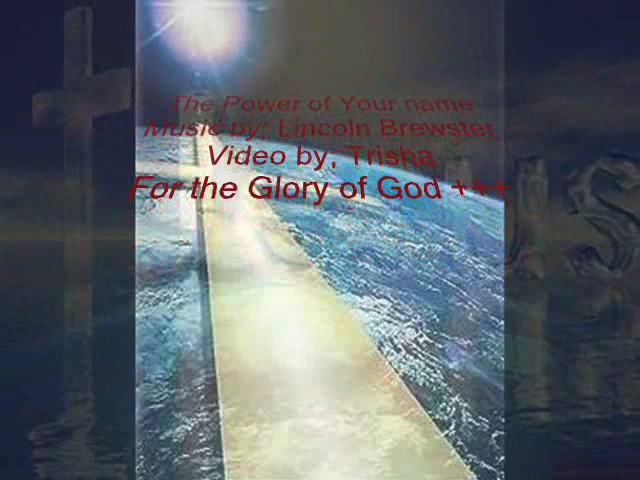 The Power of Your name
Music by; Lincoln Brewster
Video by; Trisha
For the Glory of God +++